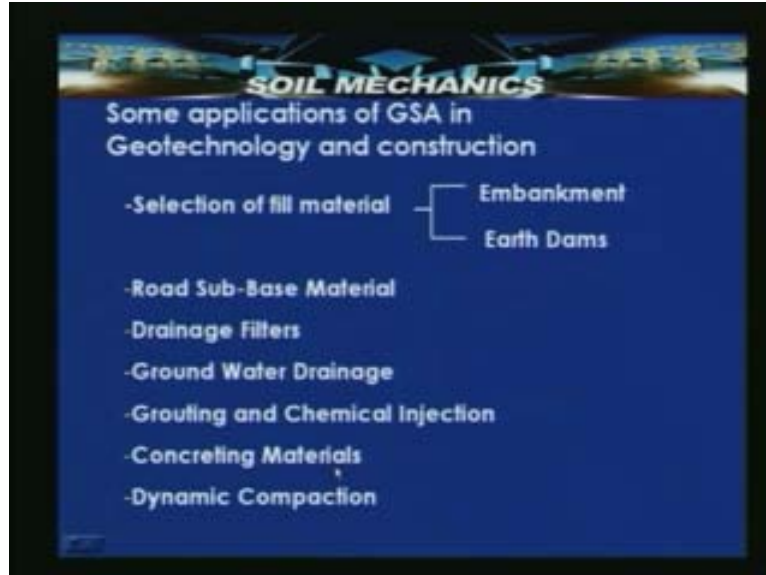 SOIL MECHANICS
Some applications of GSA in
Geotechnology and construction
-Selection of fill material
Embankment
Earth Dams
-Road Sub-Base Material
-Drainage Filters
-Ground Water Drainage
-Grouting and Chemical Injection
-Concreting Materials
-Dynamic Compaction